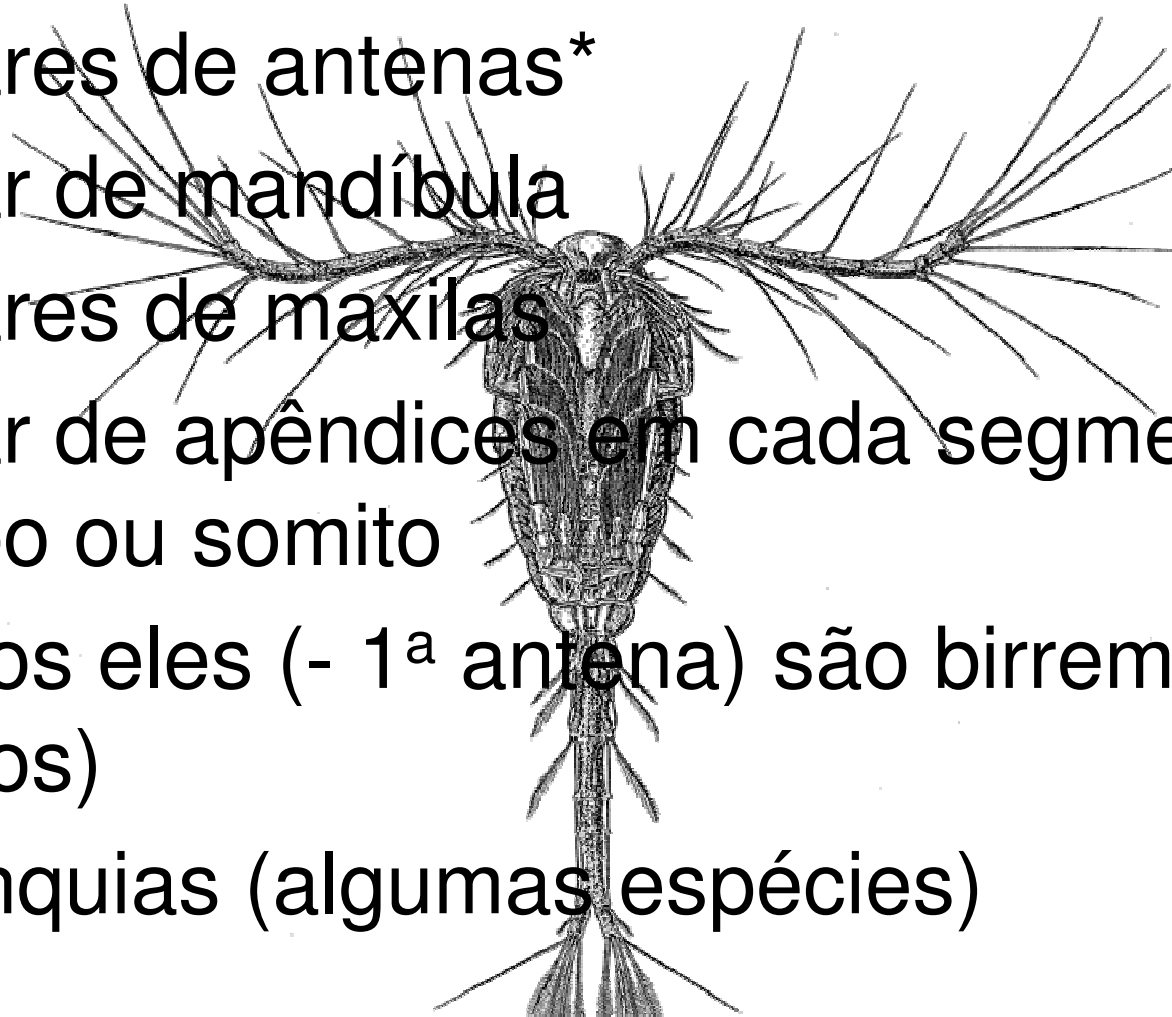 res de antenas*
r de mandíbula
res de maxilas
r de apêndices em cada segme
o ou somito
os eles (- 1ª antena) são birrem
os)
nquias (algumas espécies)